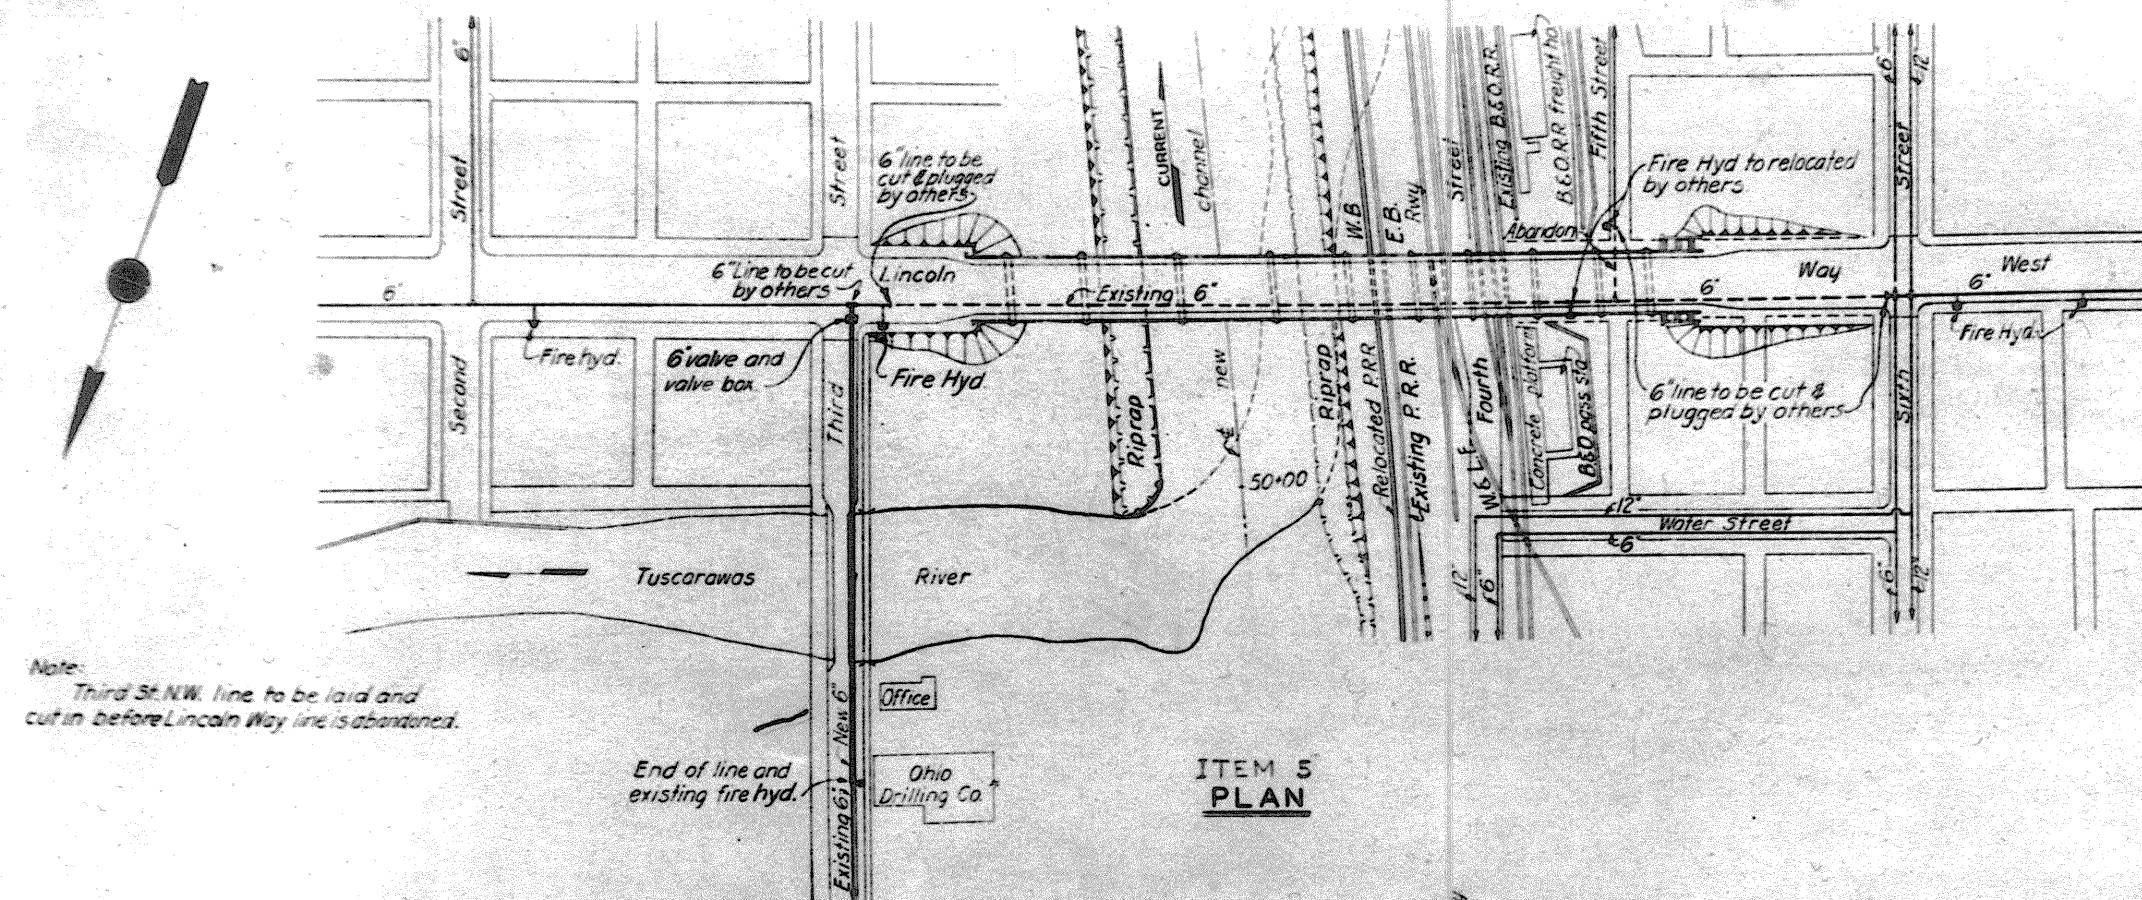 6"
Street
Street
6" line to be
cut & plugged
by others
CURRENT
channel
W.B.
E.B.
Rwy
Street
Existing B&O.R.R.
B&O.R.R freight ho
Fifth Street
Abandon
Fire Hyd to relocated
by others
6"
12"
Street
6"
6" Line to be cut
by others
Lincoln
Existing 6"
6"
Way
6"
West
Fire hyd.
6" valve and
valve box
Fire Hyd
Fire Hyd.
Second
Third
Riprap
new
℄
50+00
Riprap
Relocated P.R.R
Existing P.R.R.
W.& L.E.
Fourth
Concrete platform
B&O pass sta
6" line to be cut &
plugged by others
Sixth
12"
Water Street
6"
12"
6"
6"
12"
Tuscarawas River
Note:
Third St. N.W. line to be laid and
cut in before Lincoln Way line is abandoned.
New 6"
Office
End of line and
existing fire hyd.
Existing 6"
Ohio
Drilling Co.
ITEM 5
PLAN